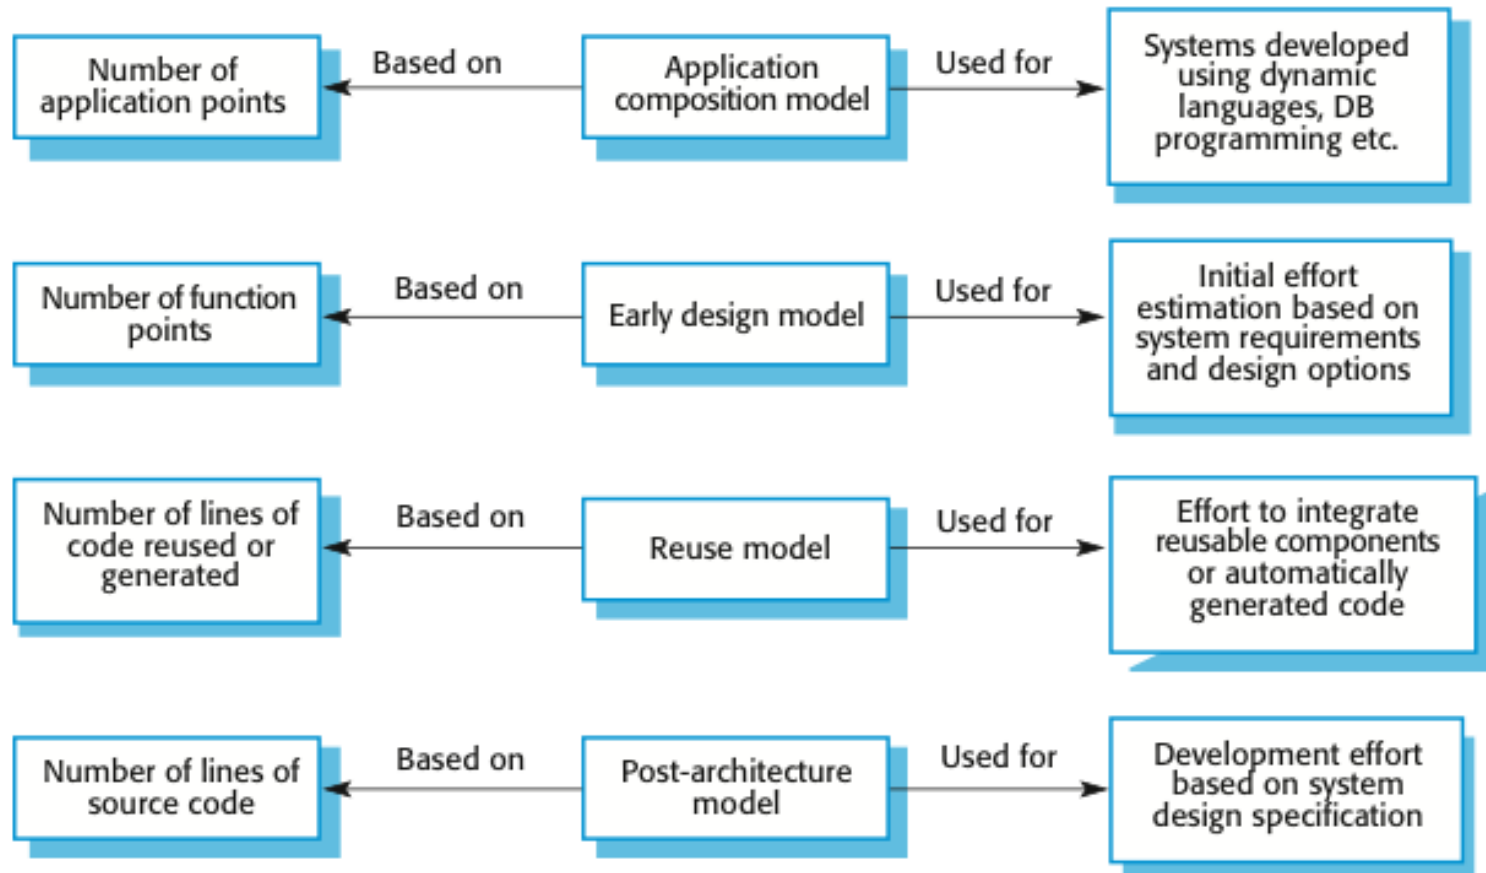 Number of
application points
Based on
Application
composition model
Used for
Systems developed
using dynamic
languages, DB
programming etc.
Number of function
points
Based on
Early design model
Used for
Initial effort
estimation based on
system requirements
and design options
Number of lines of
code reused or
generated
Based on
Reuse model
Used for
Effort to integrate
reusable components
or automatically
generated code
Number of lines of
source code
Based on
Post-architecture
model
Used for
Development effort
based on system
design specification